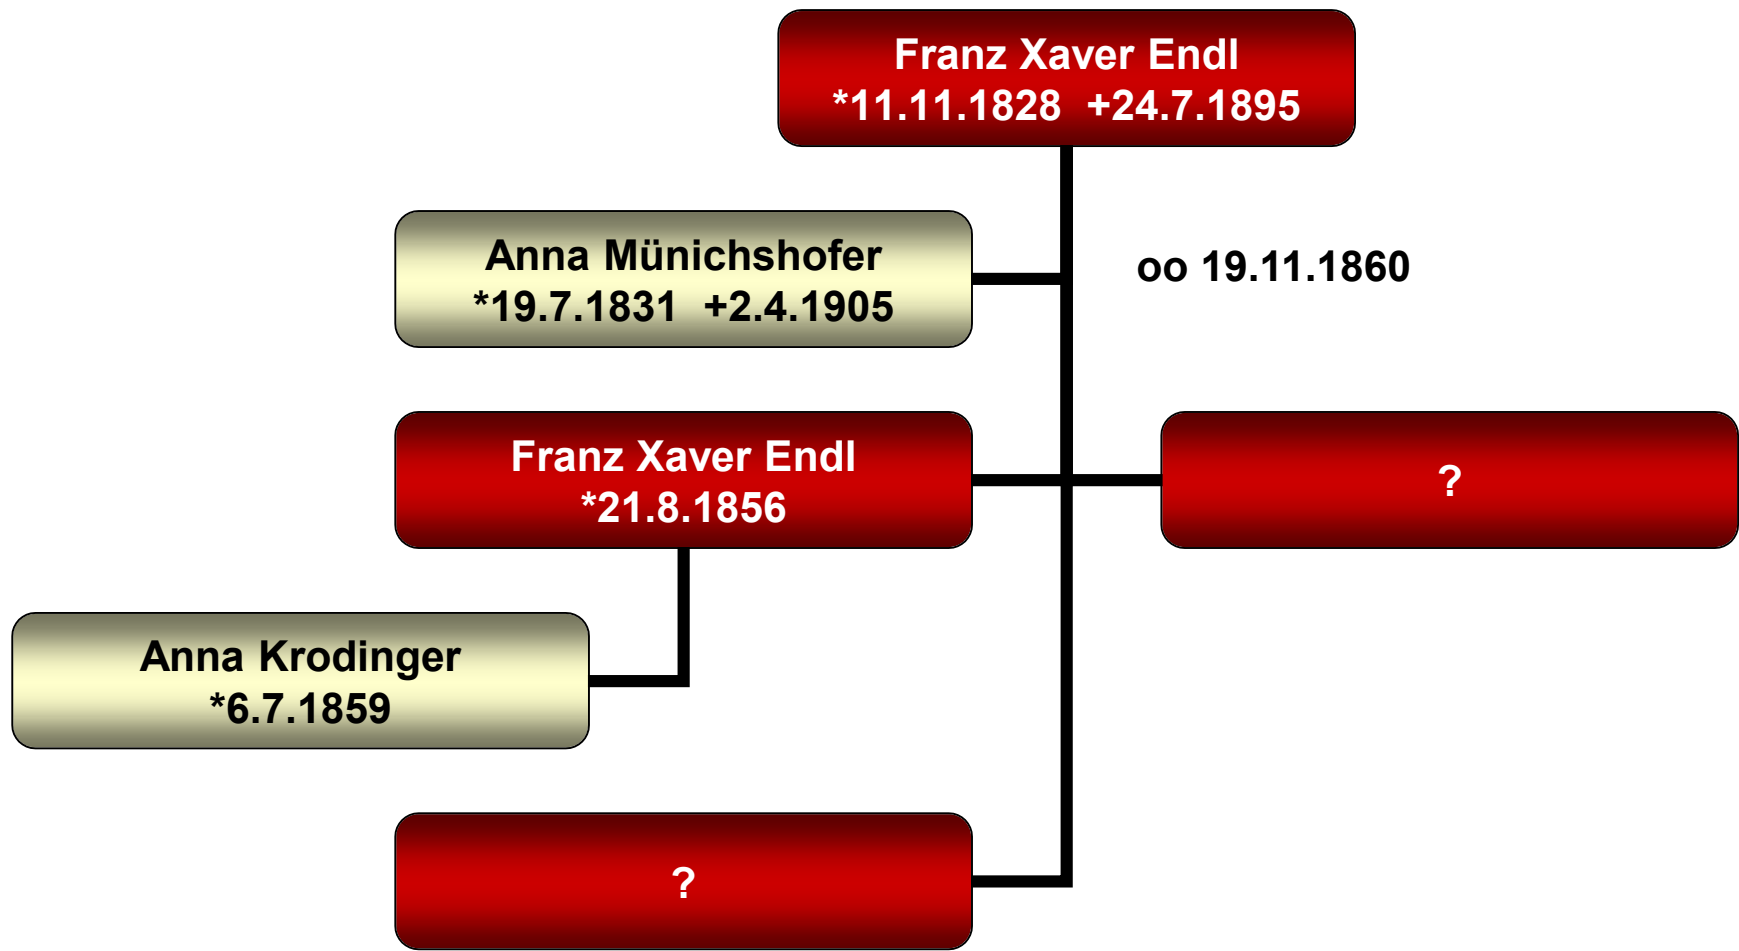 Franz Xaver Endl
*11.11.1828  +24.7.1895
Anna Münichshofer
*19.7.1831  +2.4.1905
oo 19.11.1860
Franz Xaver Endl
*21.8.1856
?
Anna Krodinger
*6.7.1859
?